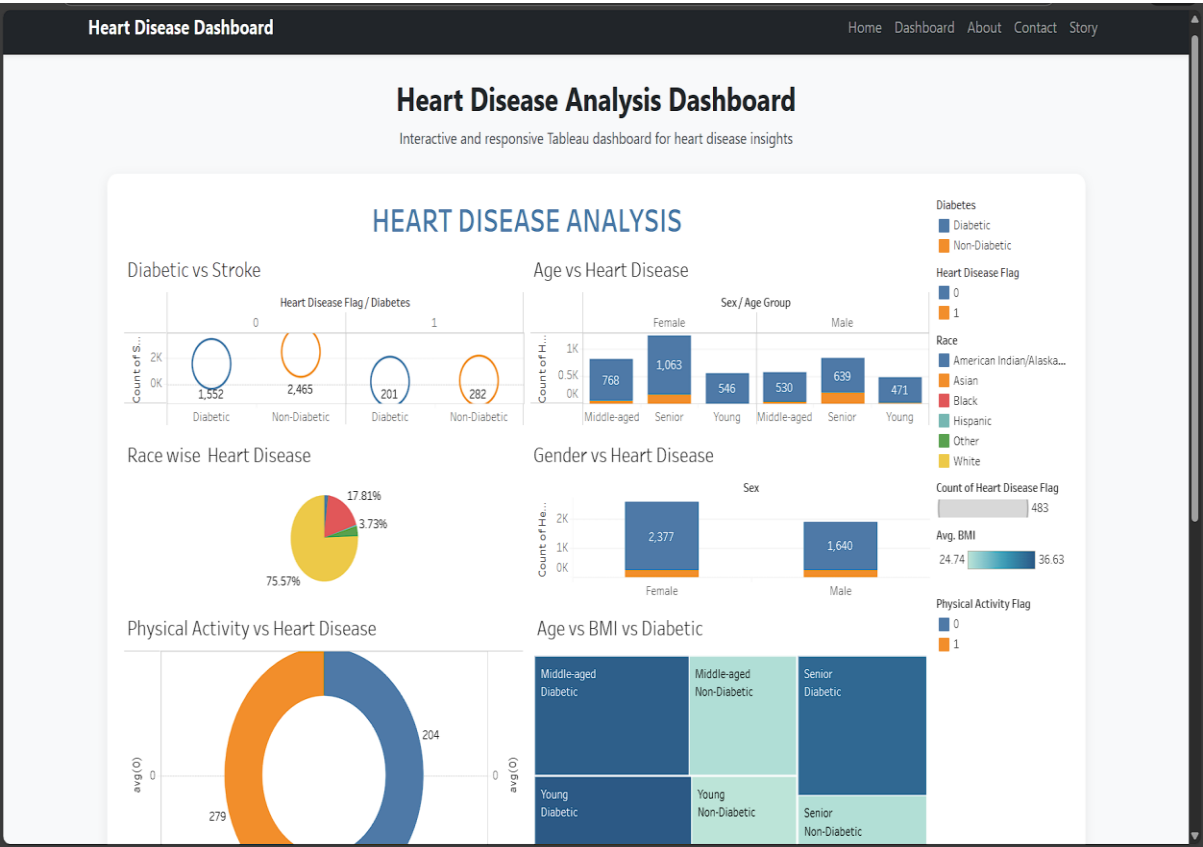 Heart Disease Dashboard
Home Dashboard About Contact Story
Heart Disease Analysis Dashboard
Interactive and responsive Tableau dashboard for heart disease insights
HEART DISEASE ANALYSIS
Diabetic vs Stroke
Heart Disease Flag / Diabetes
0 1
Count of S...
2K
0K
1,552
2,465
201
282
Diabetic Non-Diabetic Diabetic Non-Diabetic
Age vs Heart Disease
Sex / Age Group
Female Male
Count of H...
1K
0.5K
0K
768
1,063
546
530
639
471
Middle-aged Senior Young Middle-aged Senior Young
Race wise Heart Disease
17.81%
3.73%
75.57%
Gender vs Heart Disease
Sex
Count of He...
2K
1K
0K
2,377
1,640
Female Male
Physical Activity vs Heart Disease
avg(0)
0
204
279
0
avg(0)
Age vs BMI vs Diabetic
Middle-aged
Diabetic
Middle-aged
Non-Diabetic
Senior
Diabetic
Young
Diabetic
Young
Non-Diabetic
Senior
Non-Diabetic
Diabetes
Diabetic
Non-Diabetic
Heart Disease Flag
0
1
Race
American Indian/Alaska...
Asian
Black
Hispanic
Other
White
Count of Heart Disease Flag
483
Avg. BMI
24.74 36.63
Physical Activity Flag
0
1